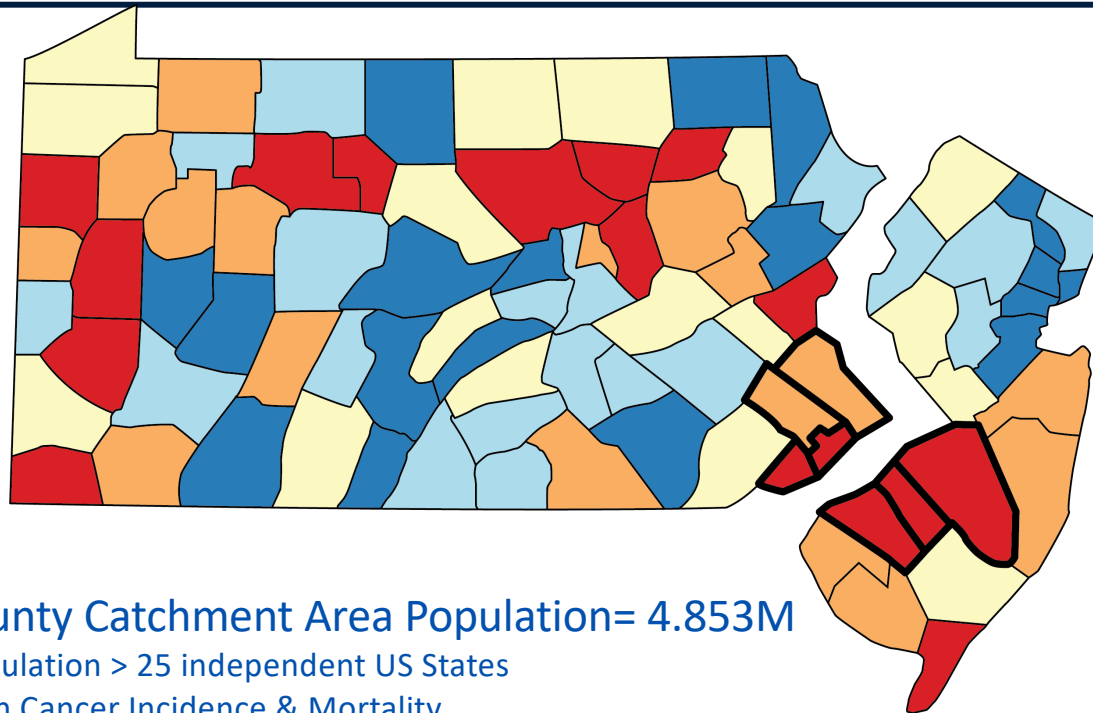 unty Catchment Area Population= 4.853M
ulation > 25 independent US States
Cancer Incidence & Mortality